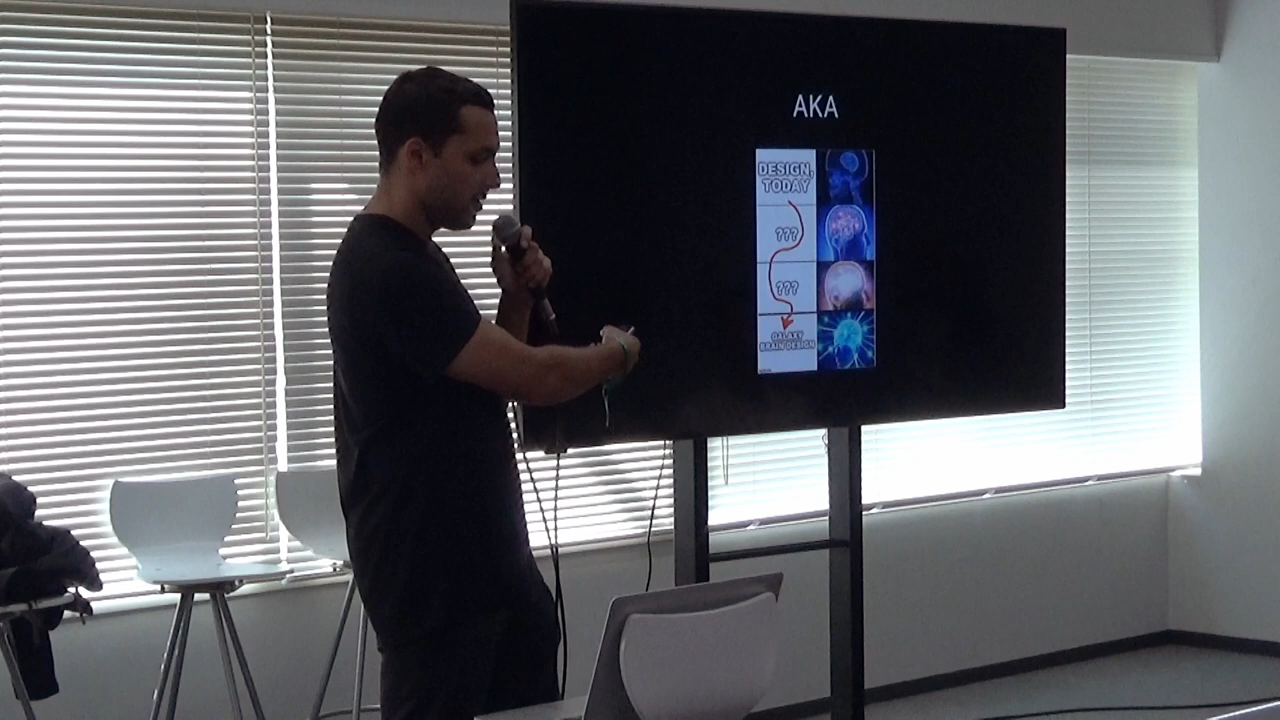 AKA
DESIGN,
TODAY
???
???
GALAXY
BRAIN DESIGN